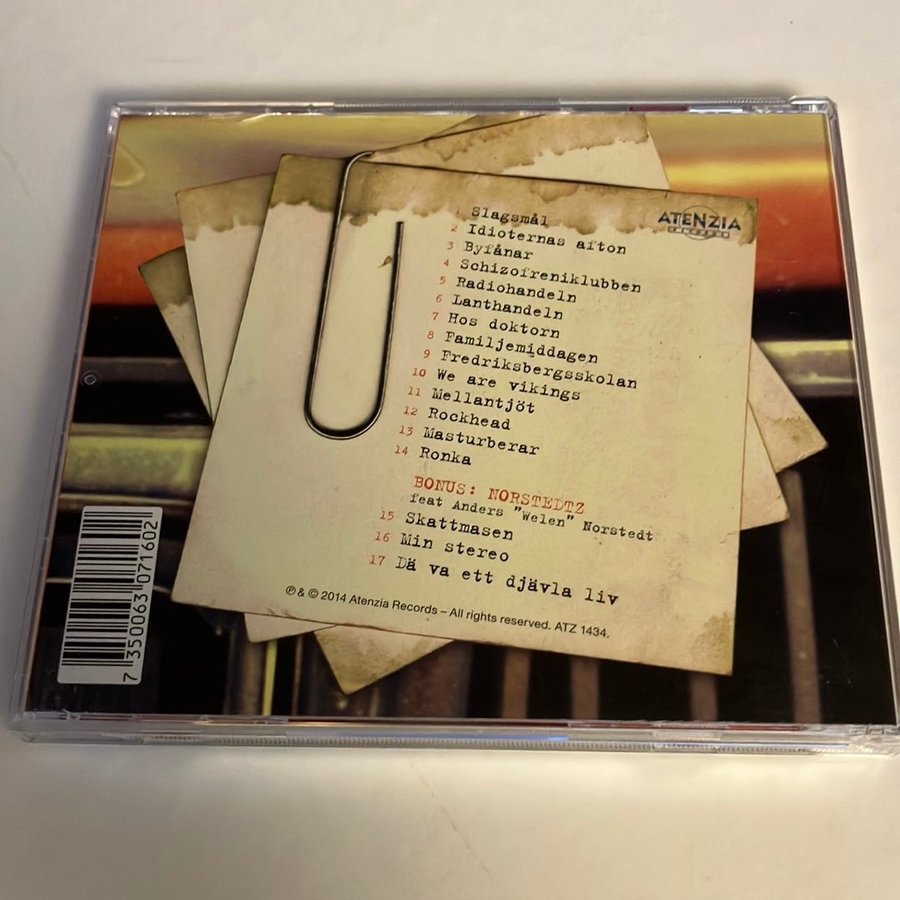 ATENZIA
RECORDS
1 Slagsmål
2 Idioternas afton
3 Byfånar
4 Schizofreniklubben
5 Radiohandeln
6 Lanthandeln
7 Hos doktorn
8 Familjemiddagen
9 Fredriksbergsskolan
10 We are vikings
11 Mellantjöt
12 Rockhead
13 Masturberar
14 Ronka
BONUS: NORSTEDTZ
feat Anders "Welen" Norstedt
15 Skattmasen
16 Min stereo
17 Dä va ett djävla liv
℗ & © 2014 Atenzia Records – All rights reserved. ATZ 1434.
7 350063 071602